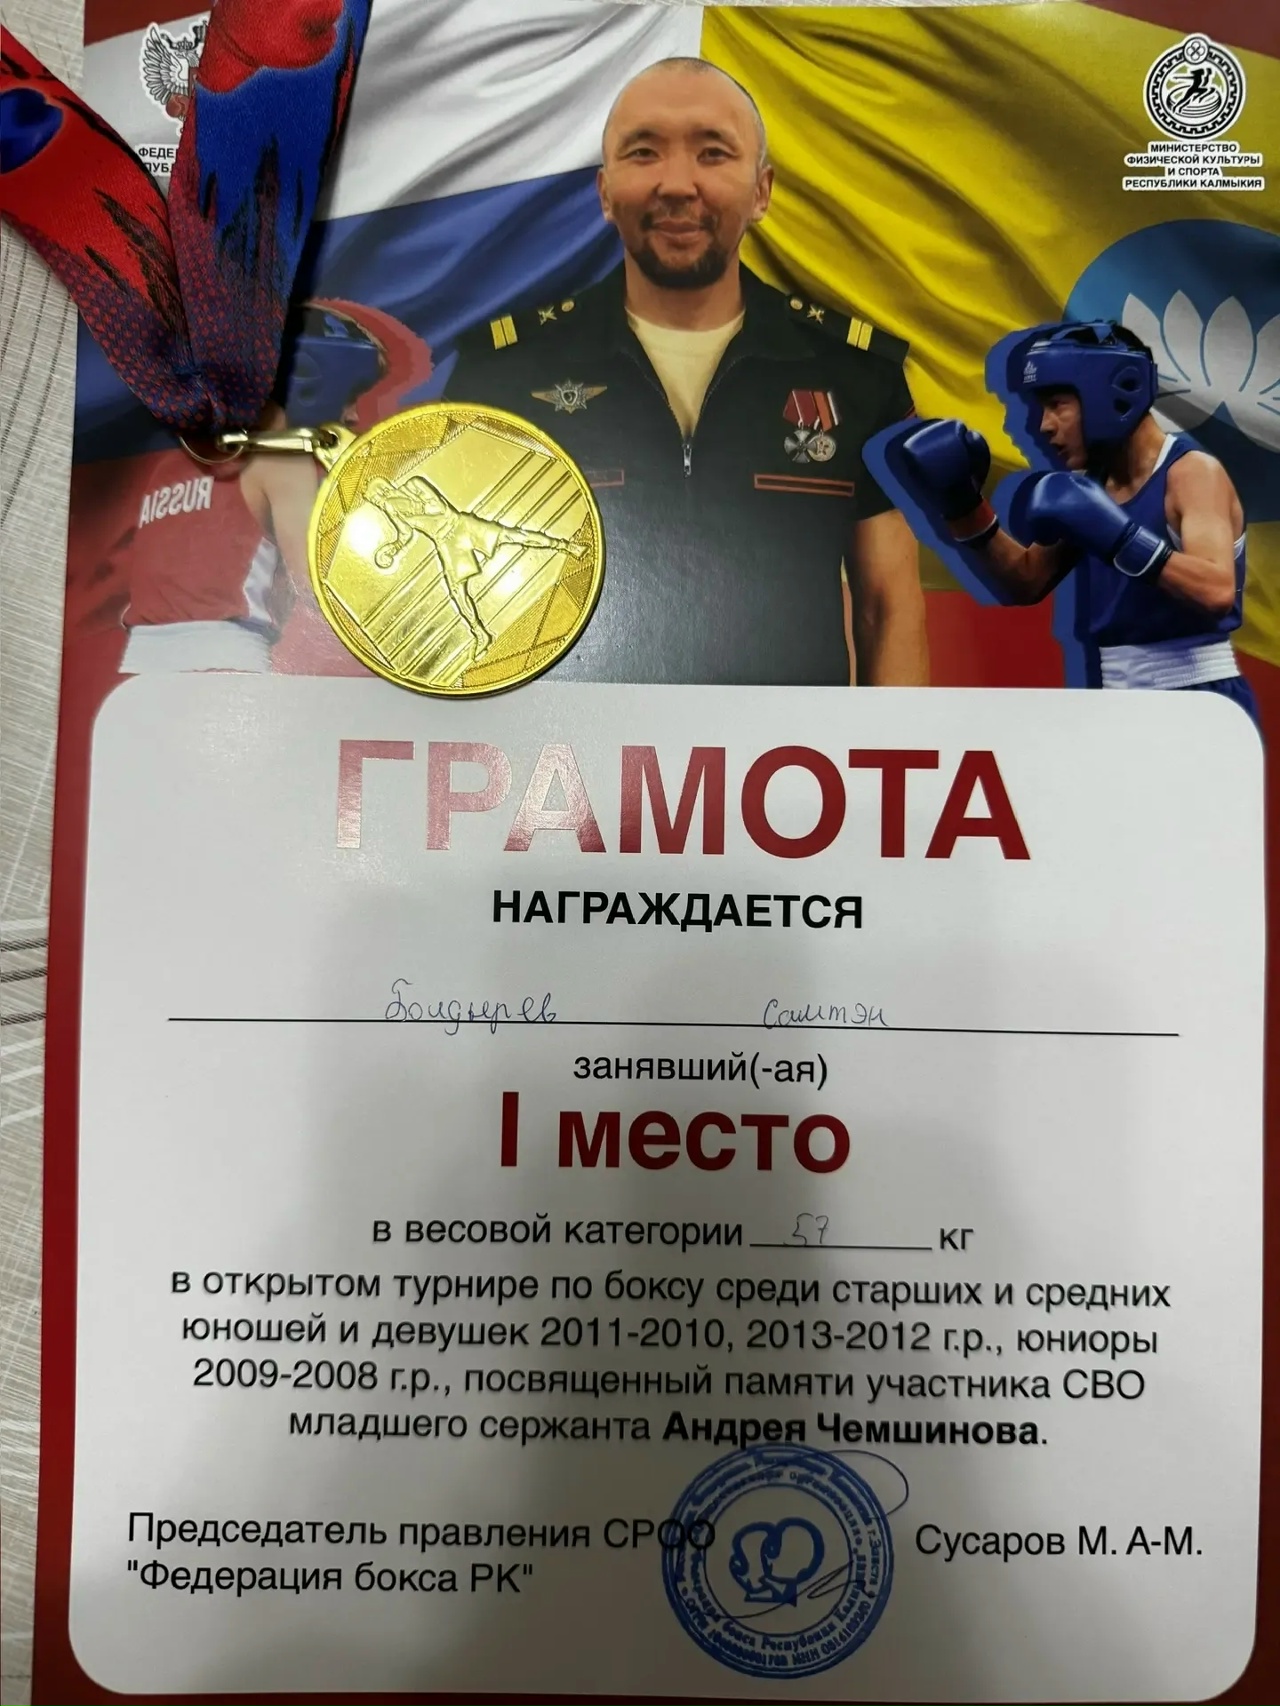 МИНИСТЕРСТВО
ФИЗИЧЕСКОЙ КУЛЬТУРЫ
И СПОРТА
РЕСПУБЛИКИ КАЛМЫКИЯ
RUSSIA
ГРАМОТА
НАГРАЖДАЕТСЯ
Болдырев Самтэн
занявший(-ая)
I место
в весовой категории 57 кг
в открытом турнире по боксу среди старших и средних
юношей и девушек 2011-2010, 2013-2012 г.р., юниоры
2009-2008 г.р., посвященный памяти участника СВО
младшего сержанта Андрея Чемшинова.
Председатель правления СРОО
"Федерация бокса РК"
Сусаров М. А-М.